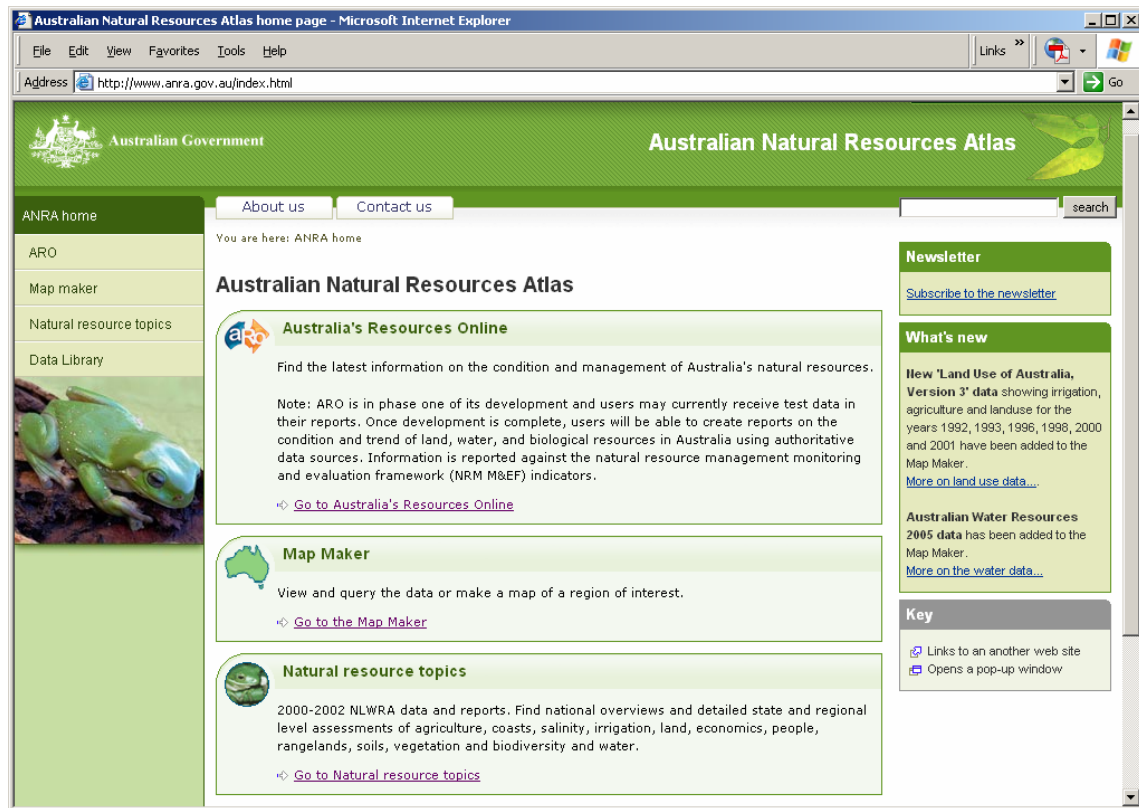 Australian Natural Resources Atlas home page - Microsoft Internet Explorer
File Edit View Favorites Tools Help
Links »
Address http://www.anra.gov.au/index.html
Go
Australian Government
Australian Natural Resources Atlas
ANRA home
ARO
Map maker
Natural resource topics
Data Library
About us
Contact us
search
You are here: ANRA home
Australian Natural Resources Atlas
aro
Australia's Resources Online
Find the latest information on the condition and management of Australia's natural resources.
Note: ARO is in phase one of its development and users may currently receive test data in
their reports. Once development is complete, users will be able to create reports on the
condition and trend of land, water, and biological resources in Australia using authoritative
data sources. Information is reported against the natural resource management monitoring
and evaluation framework (NRM M&EF) indicators.
Go to Australia's Resources Online
Map Maker
View and query the data or make a map of a region of interest.
Go to the Map Maker
Natural resource topics
2000-2002 NLWRA data and reports. Find national overviews and detailed state and regional
level assessments of agriculture, coasts, salinity, irrigation, land, economics, people,
rangelands, soils, vegetation and biodiversity and water.
Go to Natural resource topics
Newsletter
Subscribe to the newsletter
What's new
New 'Land Use of Australia,
Version 3' data showing irrigation,
agriculture and landuse for the
years 1992, 1993, 1996, 1998, 2000
and 2001 have been added to the
Map Maker.
More on land use data....
Australian Water Resources
2005 data has been added to the
Map Maker.
More on the water data...
Key
Links to an another web site
Opens a pop-up window